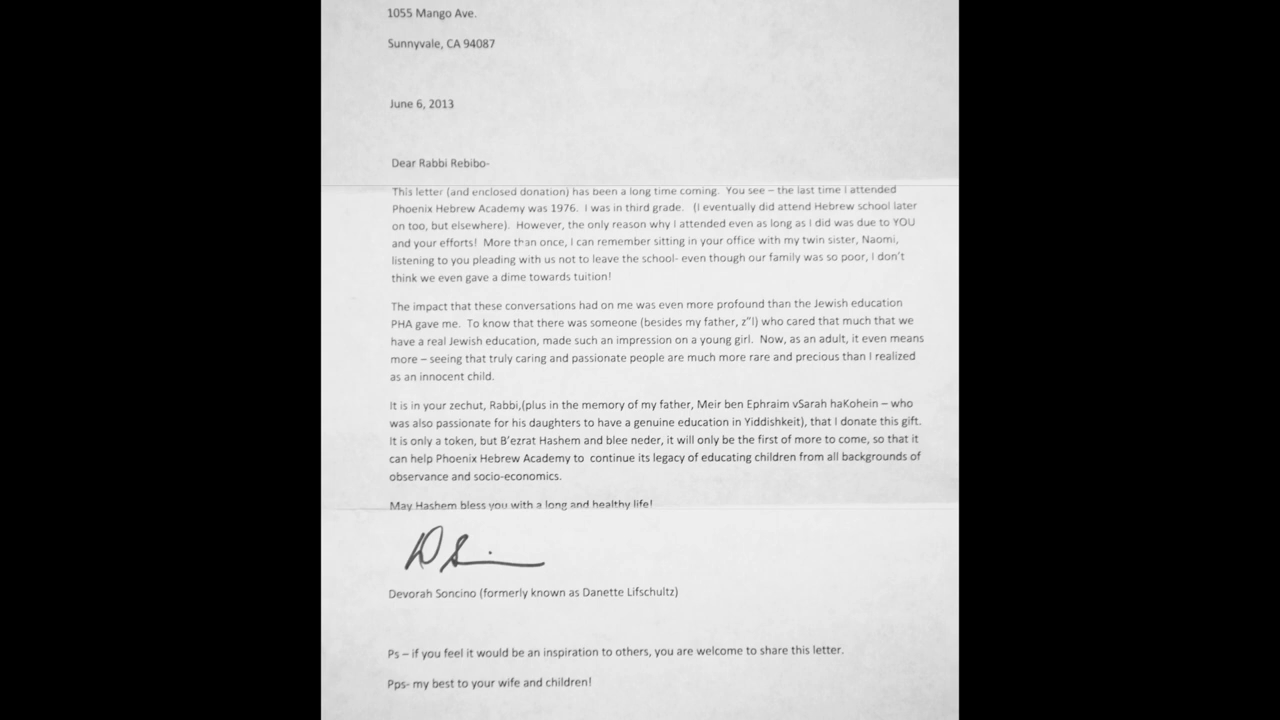 1055 Mango Ave.
Sunnyvale, CA 94087
June 6, 2013
Dear Rabbi Rebibo-
This letter (and enclosed donation) has been a long time coming.  You see – the last time I attended
Phoenix Hebrew Academy was 1976.  I was in third grade.   (I eventually did attend Hebrew school later
on too, but elsewhere).  However, the only reason why I attended even as long as I did was due to YOU
and your efforts!  More than once, I can remember sitting in your office with my twin sister, Naomi,
listening to you pleading with us not to leave the school- even though our family was so poor, I don't
think we even gave a dime towards tuition!
The impact that these conversations had on me was even more profound than the Jewish education
PHA gave me.  To know that there was someone (besides my father, z"l) who cared that much that we
have a real Jewish education, made such an impression on a young girl.  Now, as an adult, it even means
more – seeing that truly caring and passionate people are much more rare and precious than I realized
as an innocent child.
It is in your zechut, Rabbi,(plus in the memory of my father, Meir ben Ephraim vSarah haKohein – who
was also passionate for his daughters to have a genuine education in Yiddishkeit), that I donate this gift.
It is only a token, but B'ezrat Hashem and blee neder, it will only be the first of more to come, so that it
can help Phoenix Hebrew Academy to  continue its legacy of educating children from all backgrounds of
observance and socio-economics.
May Hashem bless you with a long and healthy life!
Devorah Soncino (formerly known as Danette Lifschultz)
Ps – if you feel it would be an inspiration to others, you are welcome to share this letter.
Pps- my best to your wife and children!